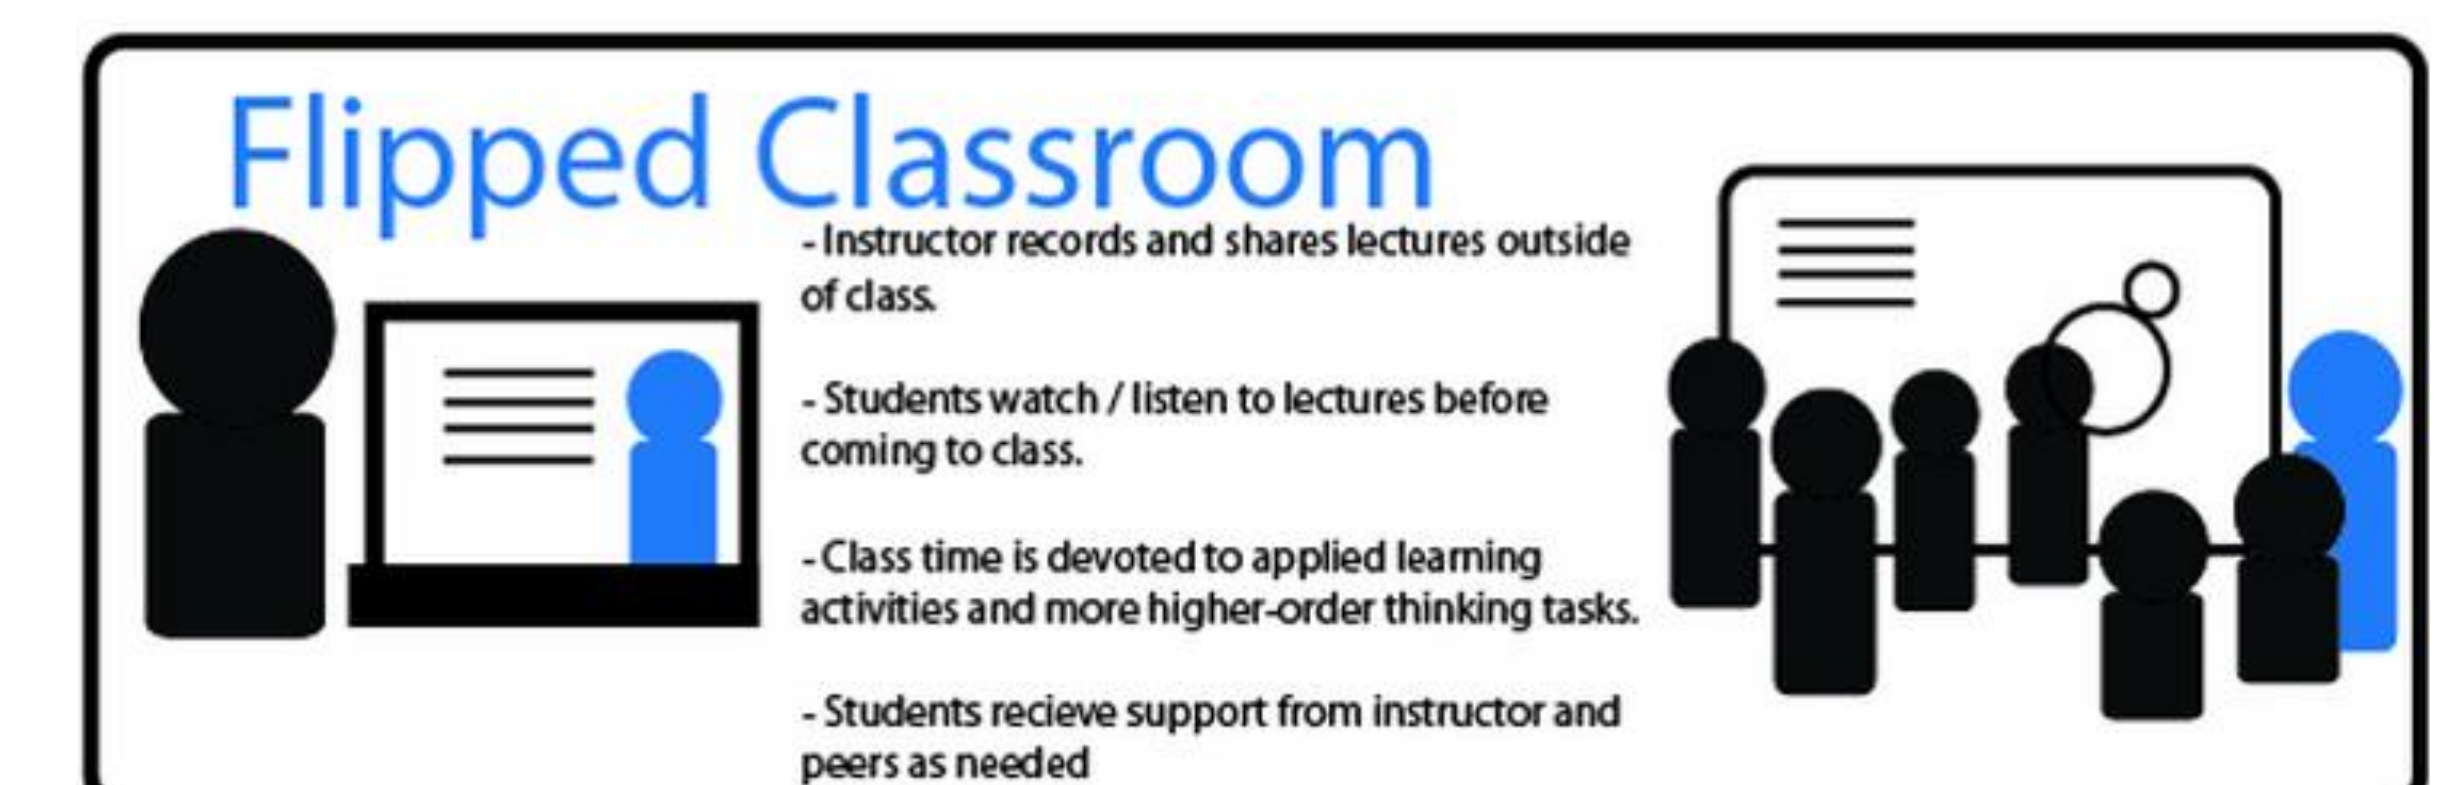 Flipped Classroom
- Instructor records and shares lectures outside
of class.
- Students watch / listen to lectures before
coming to class.
- Class time is devoted to applied learning
activities and more higher-order thinking tasks.
- Students recieve support from instructor and
peers as needed